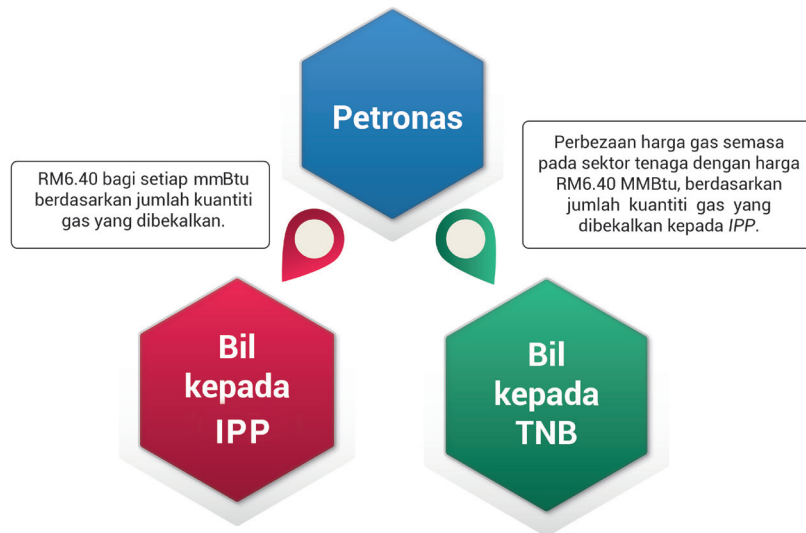 Petronas
RM6.40 bagi setiap mmBtu
berdasarkan jumlah kuantiti
gas yang dibekalkan.
Perbezaan harga gas semasa
pada sektor tenaga dengan harga
RM6.40 MMBtu, berdasarkan
jumlah kuantiti gas yang
dibekalkan kepada IPP.
Bil
kepada
IPP
Bil
kepada
TNB